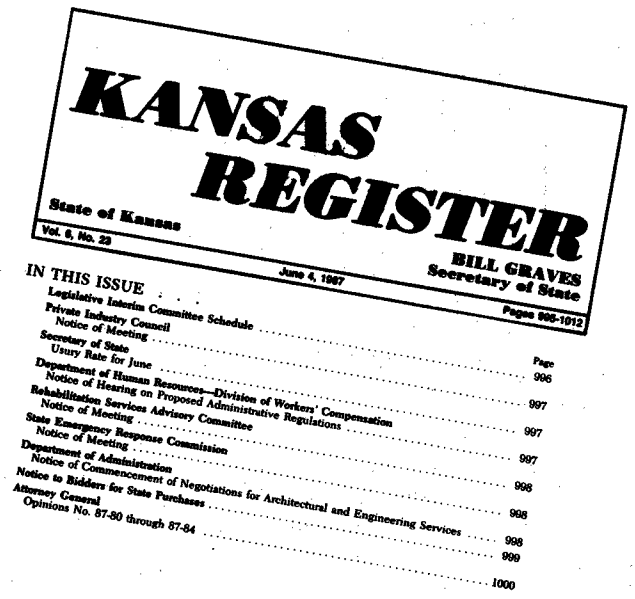 KANSAS
REGISTER
State of Kansas
BILL GRAVES
Secretary of State
Vol. 6, No. 23 June 4, 1987 Pages 995-1012
IN THIS ISSUE . . .
Page
Legislative Interim Committee Schedule ........ 996
Private Industry Council
Notice of Meeting ........ 997
Secretary of State
Usury Rate for June ........ 997
Department of Human Resources—Division of Workers' Compensation
Notice of Hearing on Proposed Administrative Regulations ........ 997
Rehabilitation Services Advisory Committee
Notice of Meeting ........ 998
State Emergency Response Commission
Notice of Meeting ........ 998
Department of Administration
Notice of Commencement of Negotiations for Architectural and Engineering Services ..... 998
Notice to Bidders for State Purchases ........ 999
Attorney General
Opinions No. 87-80 through 87-84 ........ 1000